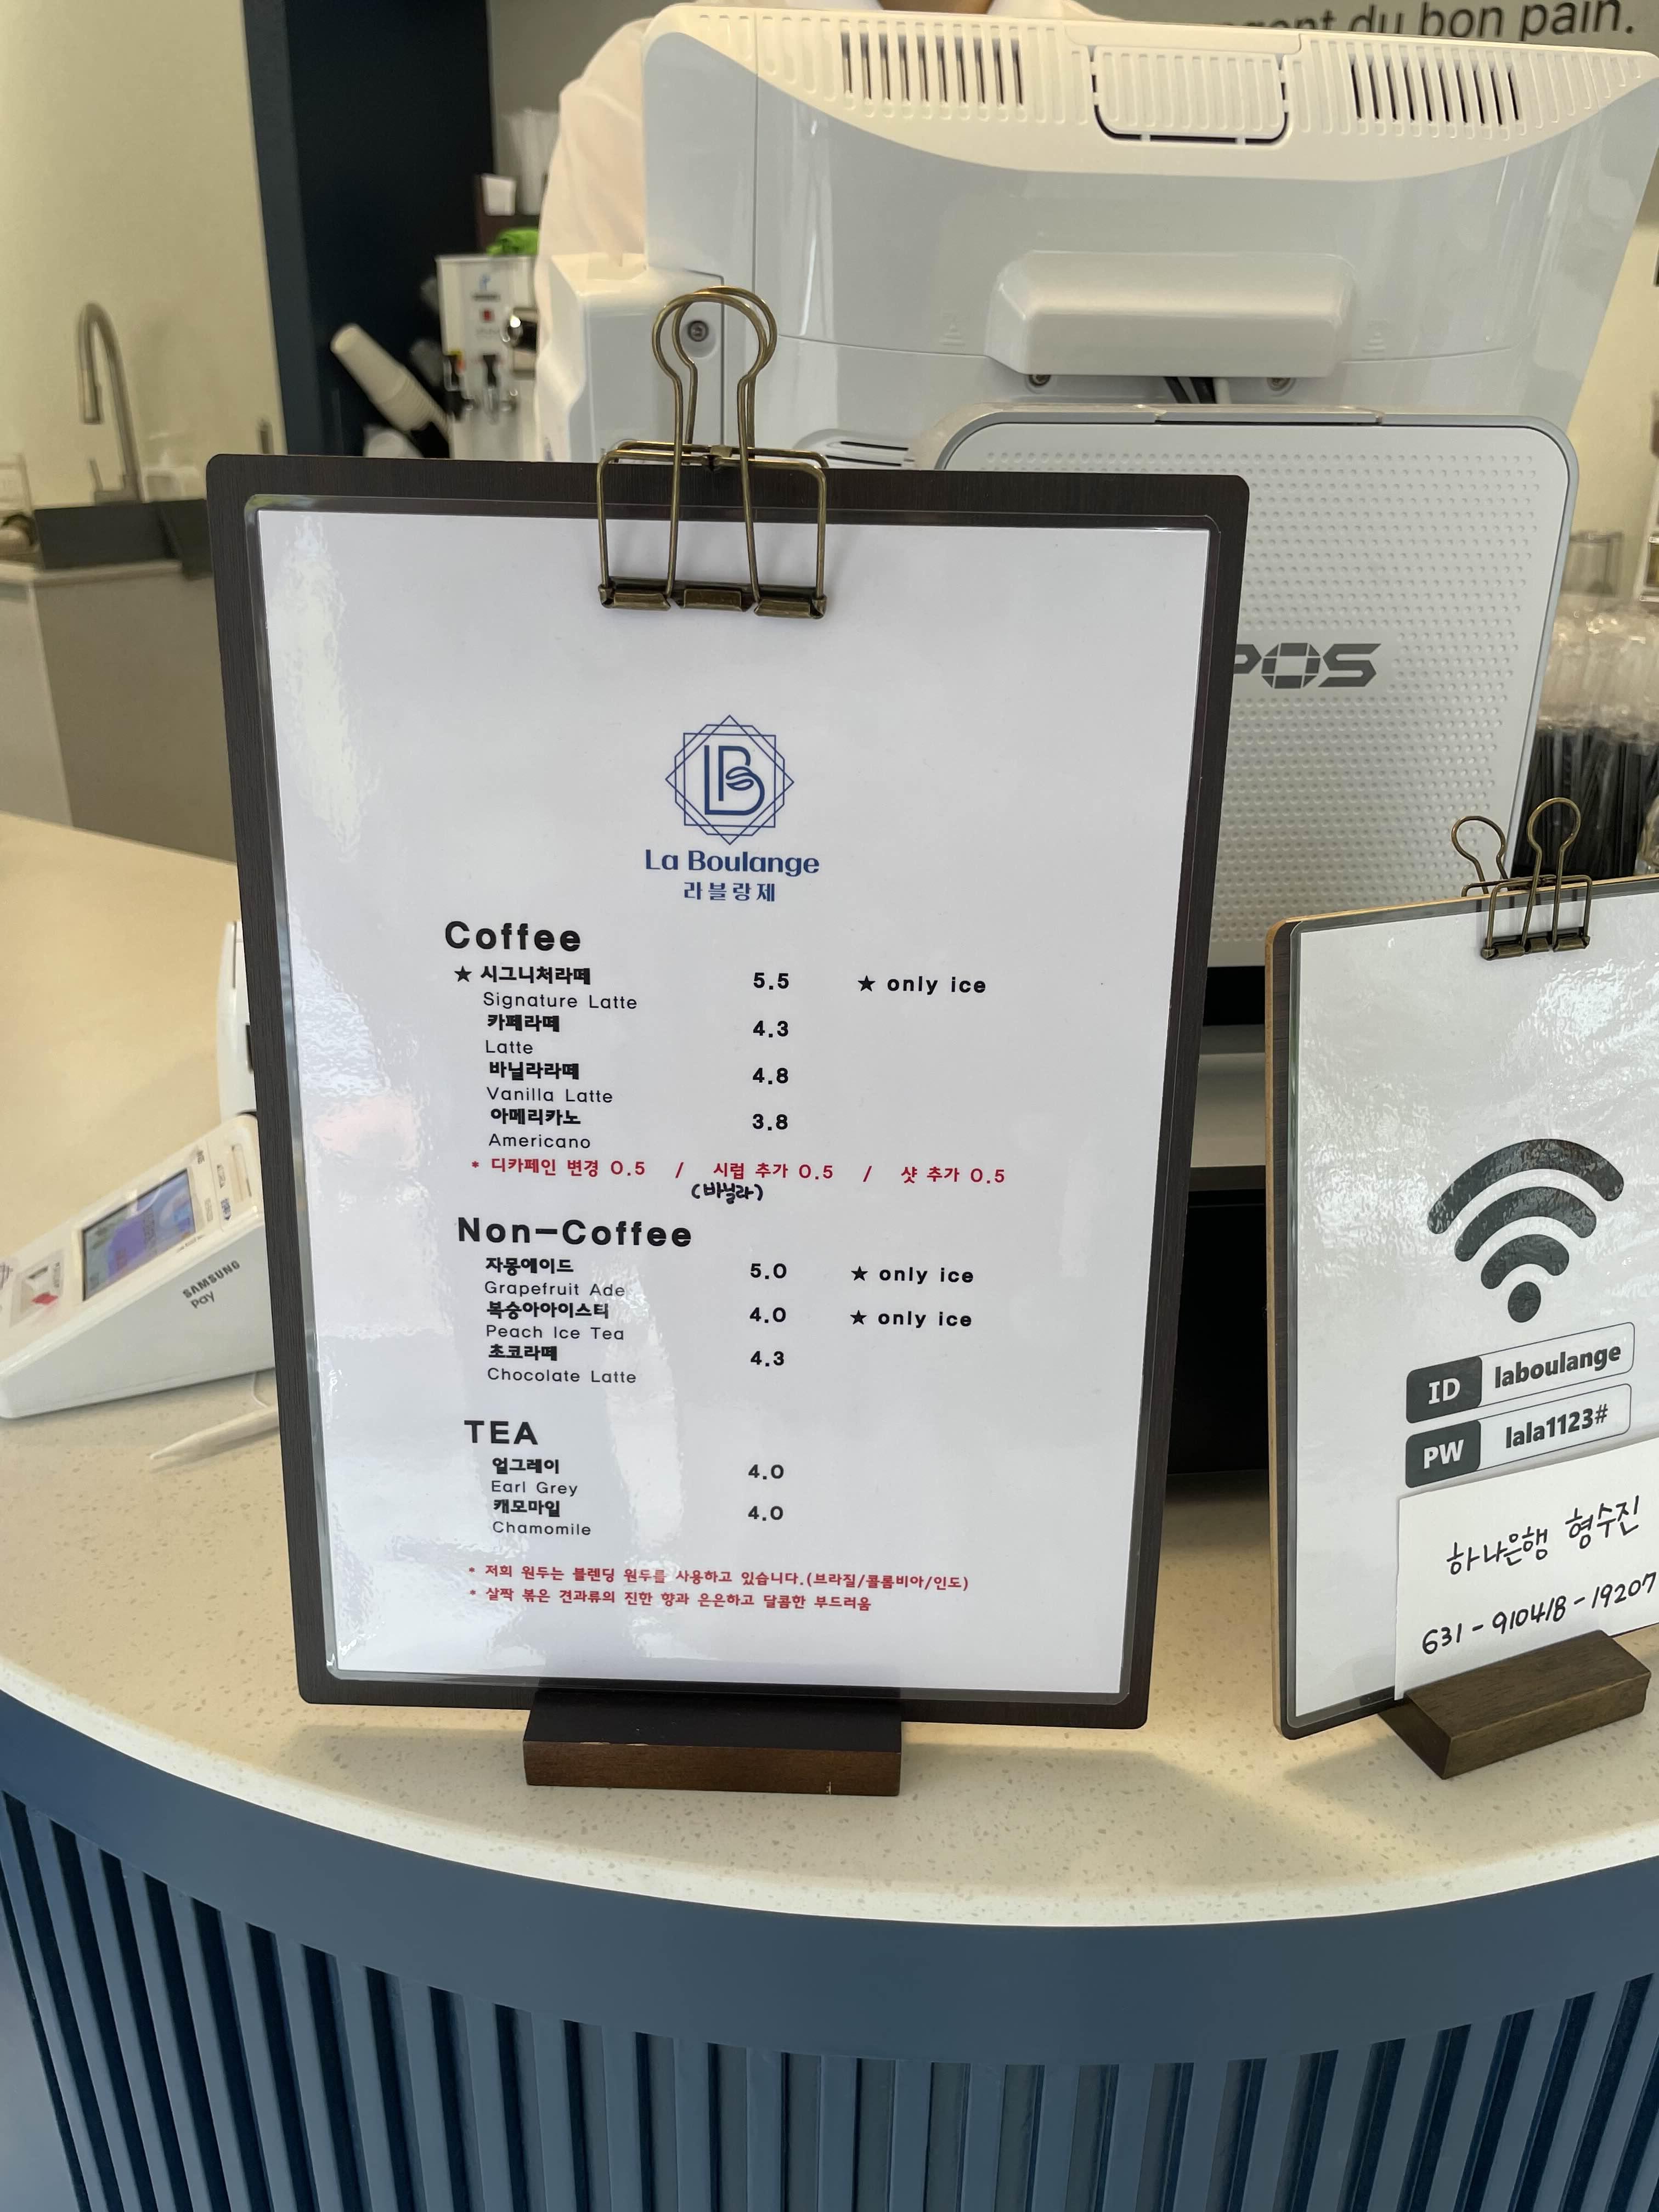 du bon pain.
POS
La Boulange
라블랑제
Coffee
★ 시그니처라떼 5.5 ★ only ice
Signature Latte
카페라떼 4.3
Latte
바닐라라떼 4.8
Vanilla Latte
아메리카노 3.8
Americano
* 디카페인 변경 0.5 / 시럽 추가 0.5 / 샷 추가 0.5
(바닐라)
Non-Coffee
자몽에이드 5.0 ★ only ice
Grapefruit Ade
복숭아아이스티 4.0 ★ only ice
Peach Ice Tea
초코라떼 4.3
Chocolate Latte
TEA
얼그레이 4.0
Earl Grey
캐모마일 4.0
Chamomile
* 저희 원두는 블렌딩 원두를 사용하고 있습니다.(브라질/콜롬비아/인도)
* 살짝 볶은 견과류의 진한 향과 은은하고 달콤한 부드러움
SAMSUNG
pay
ID laboulange
PW lala1123#
하나은행 형수진
631-910418-19207